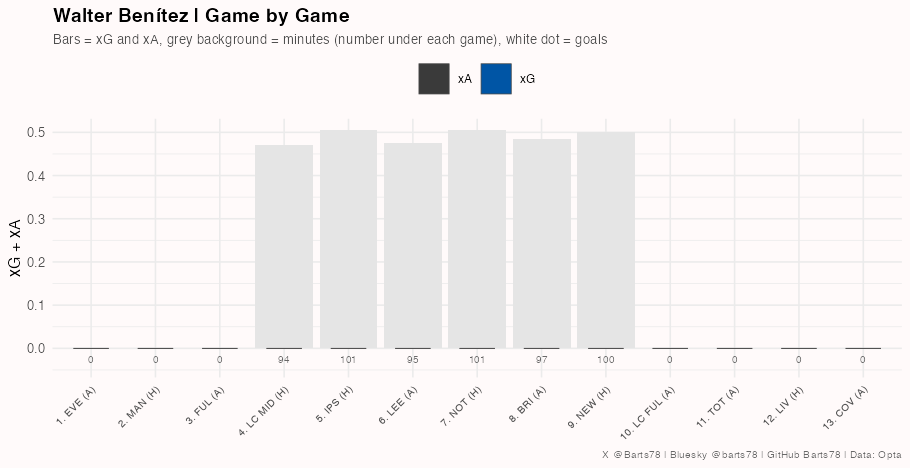 Walter Benítez | Game by Game
Bars = xG and xA, grey background = minutes (number under each game), white dot = goals
xA xG
xG + xA
0.5
0.4
0.3
0.2
0.1
0.0
0 0 0 94 101 95 101 97 100 0 0 0 0
1. EVE (A)
2. MAN (H)
3. FUL (A)
4. LC MID (H)
5. IPS (H)
6. LEE (A)
7. NOT (H)
8. BRI (A)
9. NEW (H)
10. LC FUL (A)
11. TOT (A)
12. LIV (H)
13. COV (A)
X @Barts78 | Bluesky @barts78 | GitHub Barts78 | Data: Opta